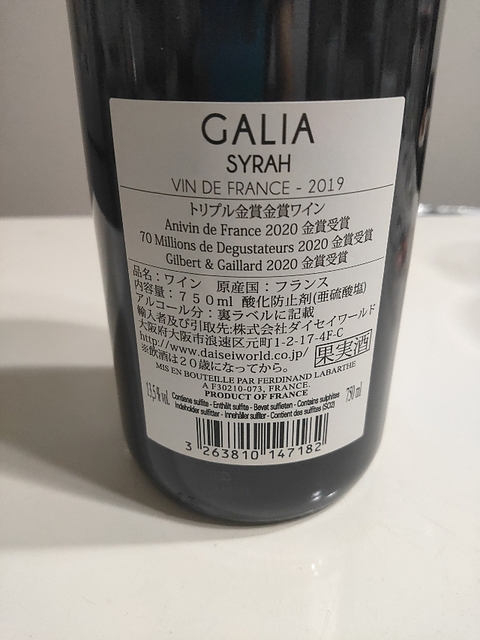 GALIA
SYRAH
VIN DE FRANCE - 2019
トリプル金賞金賞ワイン
Anivin de France 2020 金賞受賞
70 Millions de Degustateurs 2020 金賞受賞
Gilbert & Gaillard 2020 金賞受賞
品名：ワイン 原産国：フランス
内容量：７５０ml 酸化防止剤(亜硫酸塩)
アルコール分：裏ラベルに記載
輸入者及び引取先:株式会社ダイセイワールド
大阪府大阪市浪速区元町1-2-17-4F-C
http://www.daiseiworld.co.jp/ 果実酒
※飲酒は２０歳になってから。
MIS EN BOUTEILLE PAR FERDINAND LABARTHE
A F30210-073, FRANCE.
PRODUCT OF FRANCE
13,5% vol.
Contiene sulfite - Enthält sulfite - Bevat sulfieten - Contains sulphites
Indeholder sulfitter - Innehåller sulfiter - Contient des sulfites (SO2)
750 ml
3 263810 147182